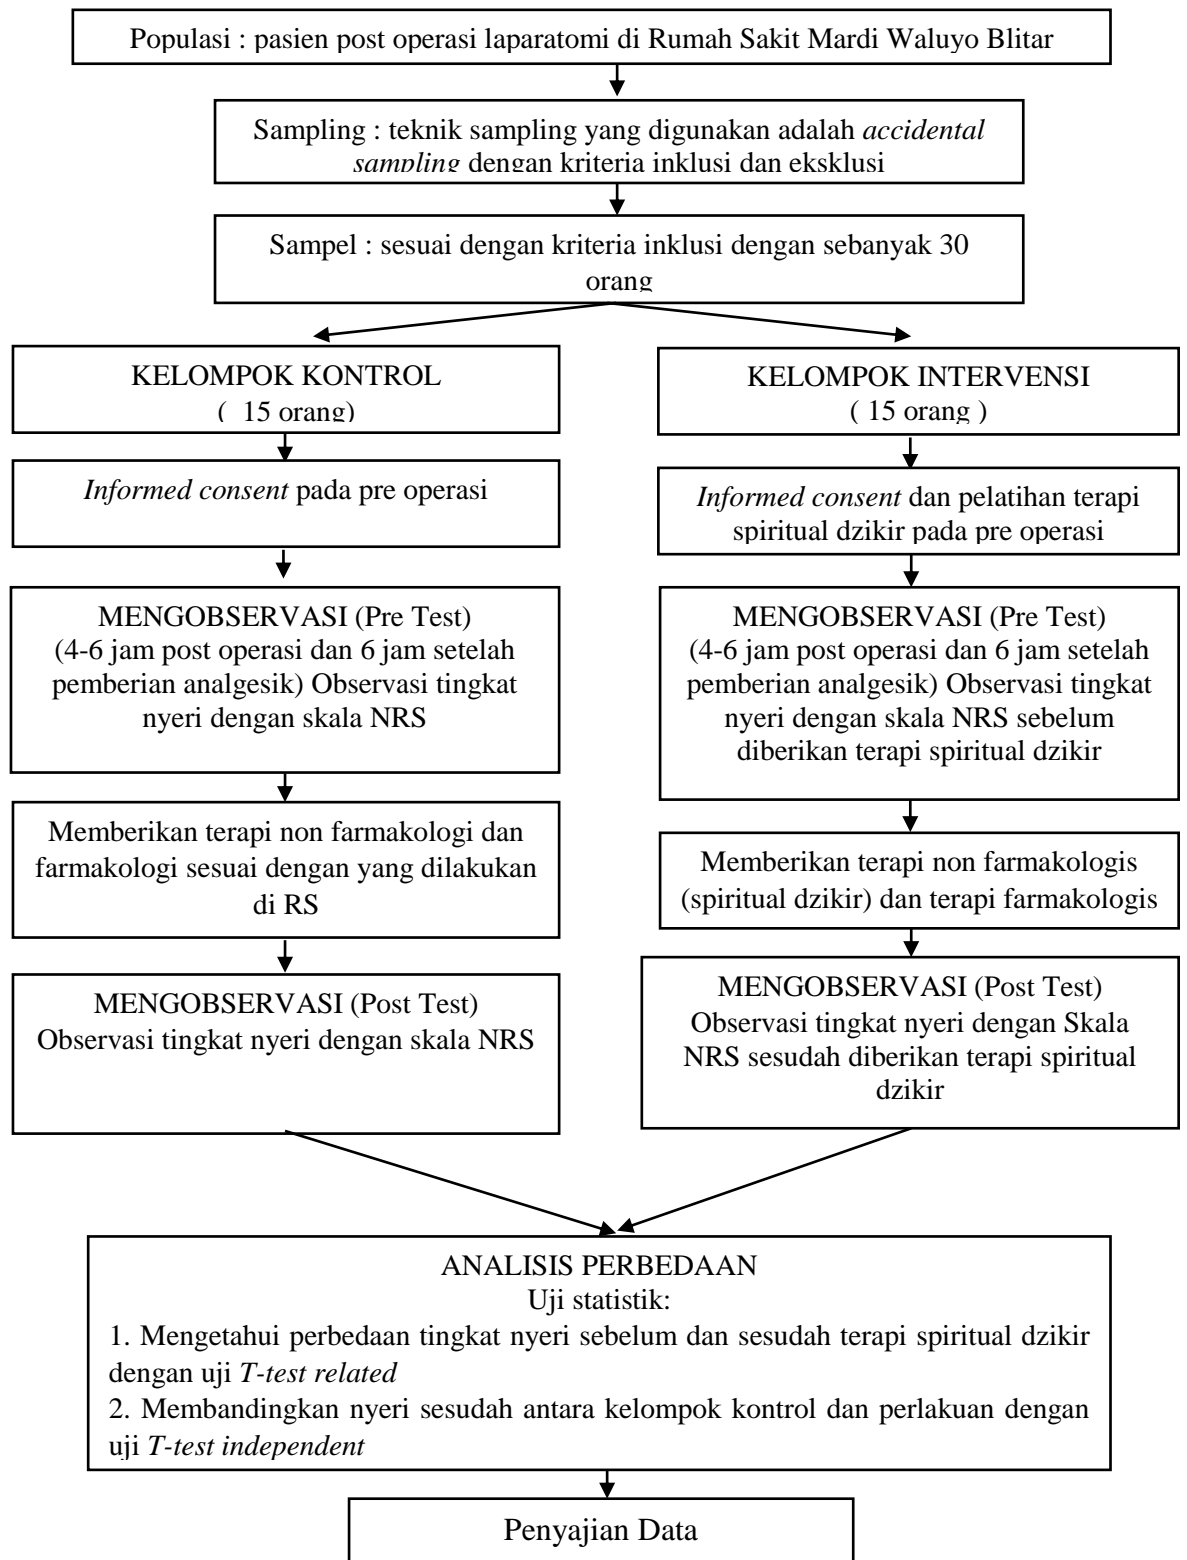 Populasi : pasien post operasi laparatomi di Rumah Sakit Mardi Waluyo Blitar
Sampling : teknik sampling yang digunakan adalah accidental
sampling dengan kriteria inklusi dan eksklusi
Sampel : sesuai dengan kriteria inklusi dengan sebanyak 30
orang
KELOMPOK KONTROL
( 15 orang)
Informed consent pada pre operasi
MENGOBSERVASI (Pre Test)
(4-6 jam post operasi dan 6 jam setelah
pemberian analgesik) Observasi tingkat
nyeri dengan skala NRS
Memberikan terapi non farmakologi dan
farmakologi sesuai dengan yang dilakukan
di RS
MENGOBSERVASI (Post Test)
Observasi tingkat nyeri dengan skala NRS
KELOMPOK INTERVENSI
( 15 orang )
Informed consent dan pelatihan terapi
spiritual dzikir pada pre operasi
MENGOBSERVASI (Pre Test)
(4-6 jam post operasi dan 6 jam setelah
pemberian analgesik) Observasi tingkat
nyeri dengan skala NRS sebelum
diberikan terapi spiritual dzikir
Memberikan terapi non farmakologis
(spiritual dzikir) dan terapi farmakologis
MENGOBSERVASI (Post Test)
Observasi tingkat nyeri dengan Skala
NRS sesudah diberikan terapi spiritual
dzikir
ANALISIS PERBEDAAN
Uji statistik:
1. Mengetahui perbedaan tingkat nyeri sebelum dan sesudah terapi spiritual dzikir
dengan uji T-test related
2. Membandingkan nyeri sesudah antara kelompok kontrol dan perlakuan dengan
uji T-test independent
Penyajian Data